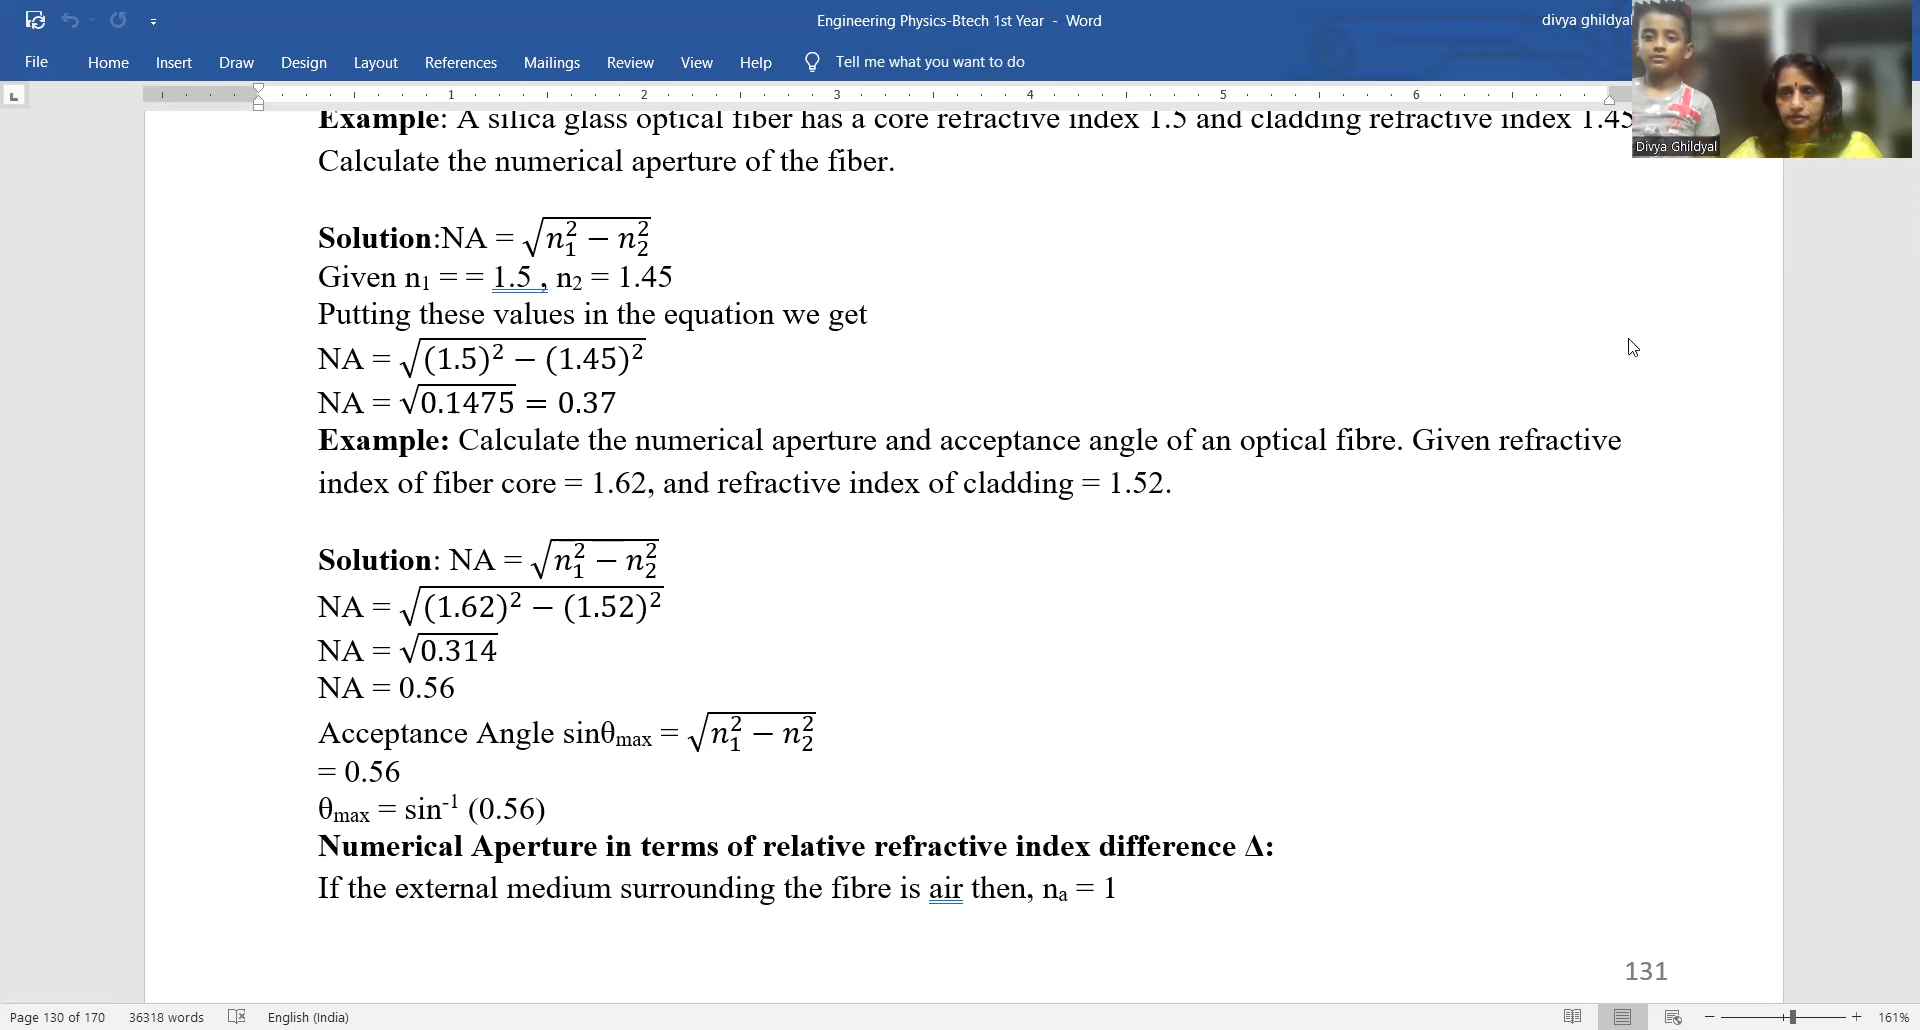 Engineering Physics-Btech 1st Year - Word
divya ghildyal
File Home Insert Draw Design Layout References Mailings Review View Help Tell me what you want to do
1 2 3 4 5 6
Example: A silica glass optical fiber has a core refractive index 1.5 and cladding refractive index 1.45
Divya Ghildyal
Calculate the numerical aperture of the fiber.
Solution:NA = √(n₁² − n₂²)
Given n₁ = = 1.5 , n₂ = 1.45
Putting these values in the equation we get
NA = √((1.5)² − (1.45)²)
NA = √0.1475 = 0.37
Example: Calculate the numerical aperture and acceptance angle of an optical fibre. Given refractive
index of fiber core = 1.62, and refractive index of cladding = 1.52.
Solution: NA = √(n₁² − n₂²)
NA = √((1.62)² − (1.52)²)
NA = √0.314
NA = 0.56
Acceptance Angle sinθmax = √(n₁² − n₂²)
= 0.56
θmax = sin⁻¹ (0.56)
Numerical Aperture in terms of relative refractive index difference Δ:
If the external medium surrounding the fibre is air then, nₐ = 1
131
Page 130 of 170 36318 words English (India) 161%